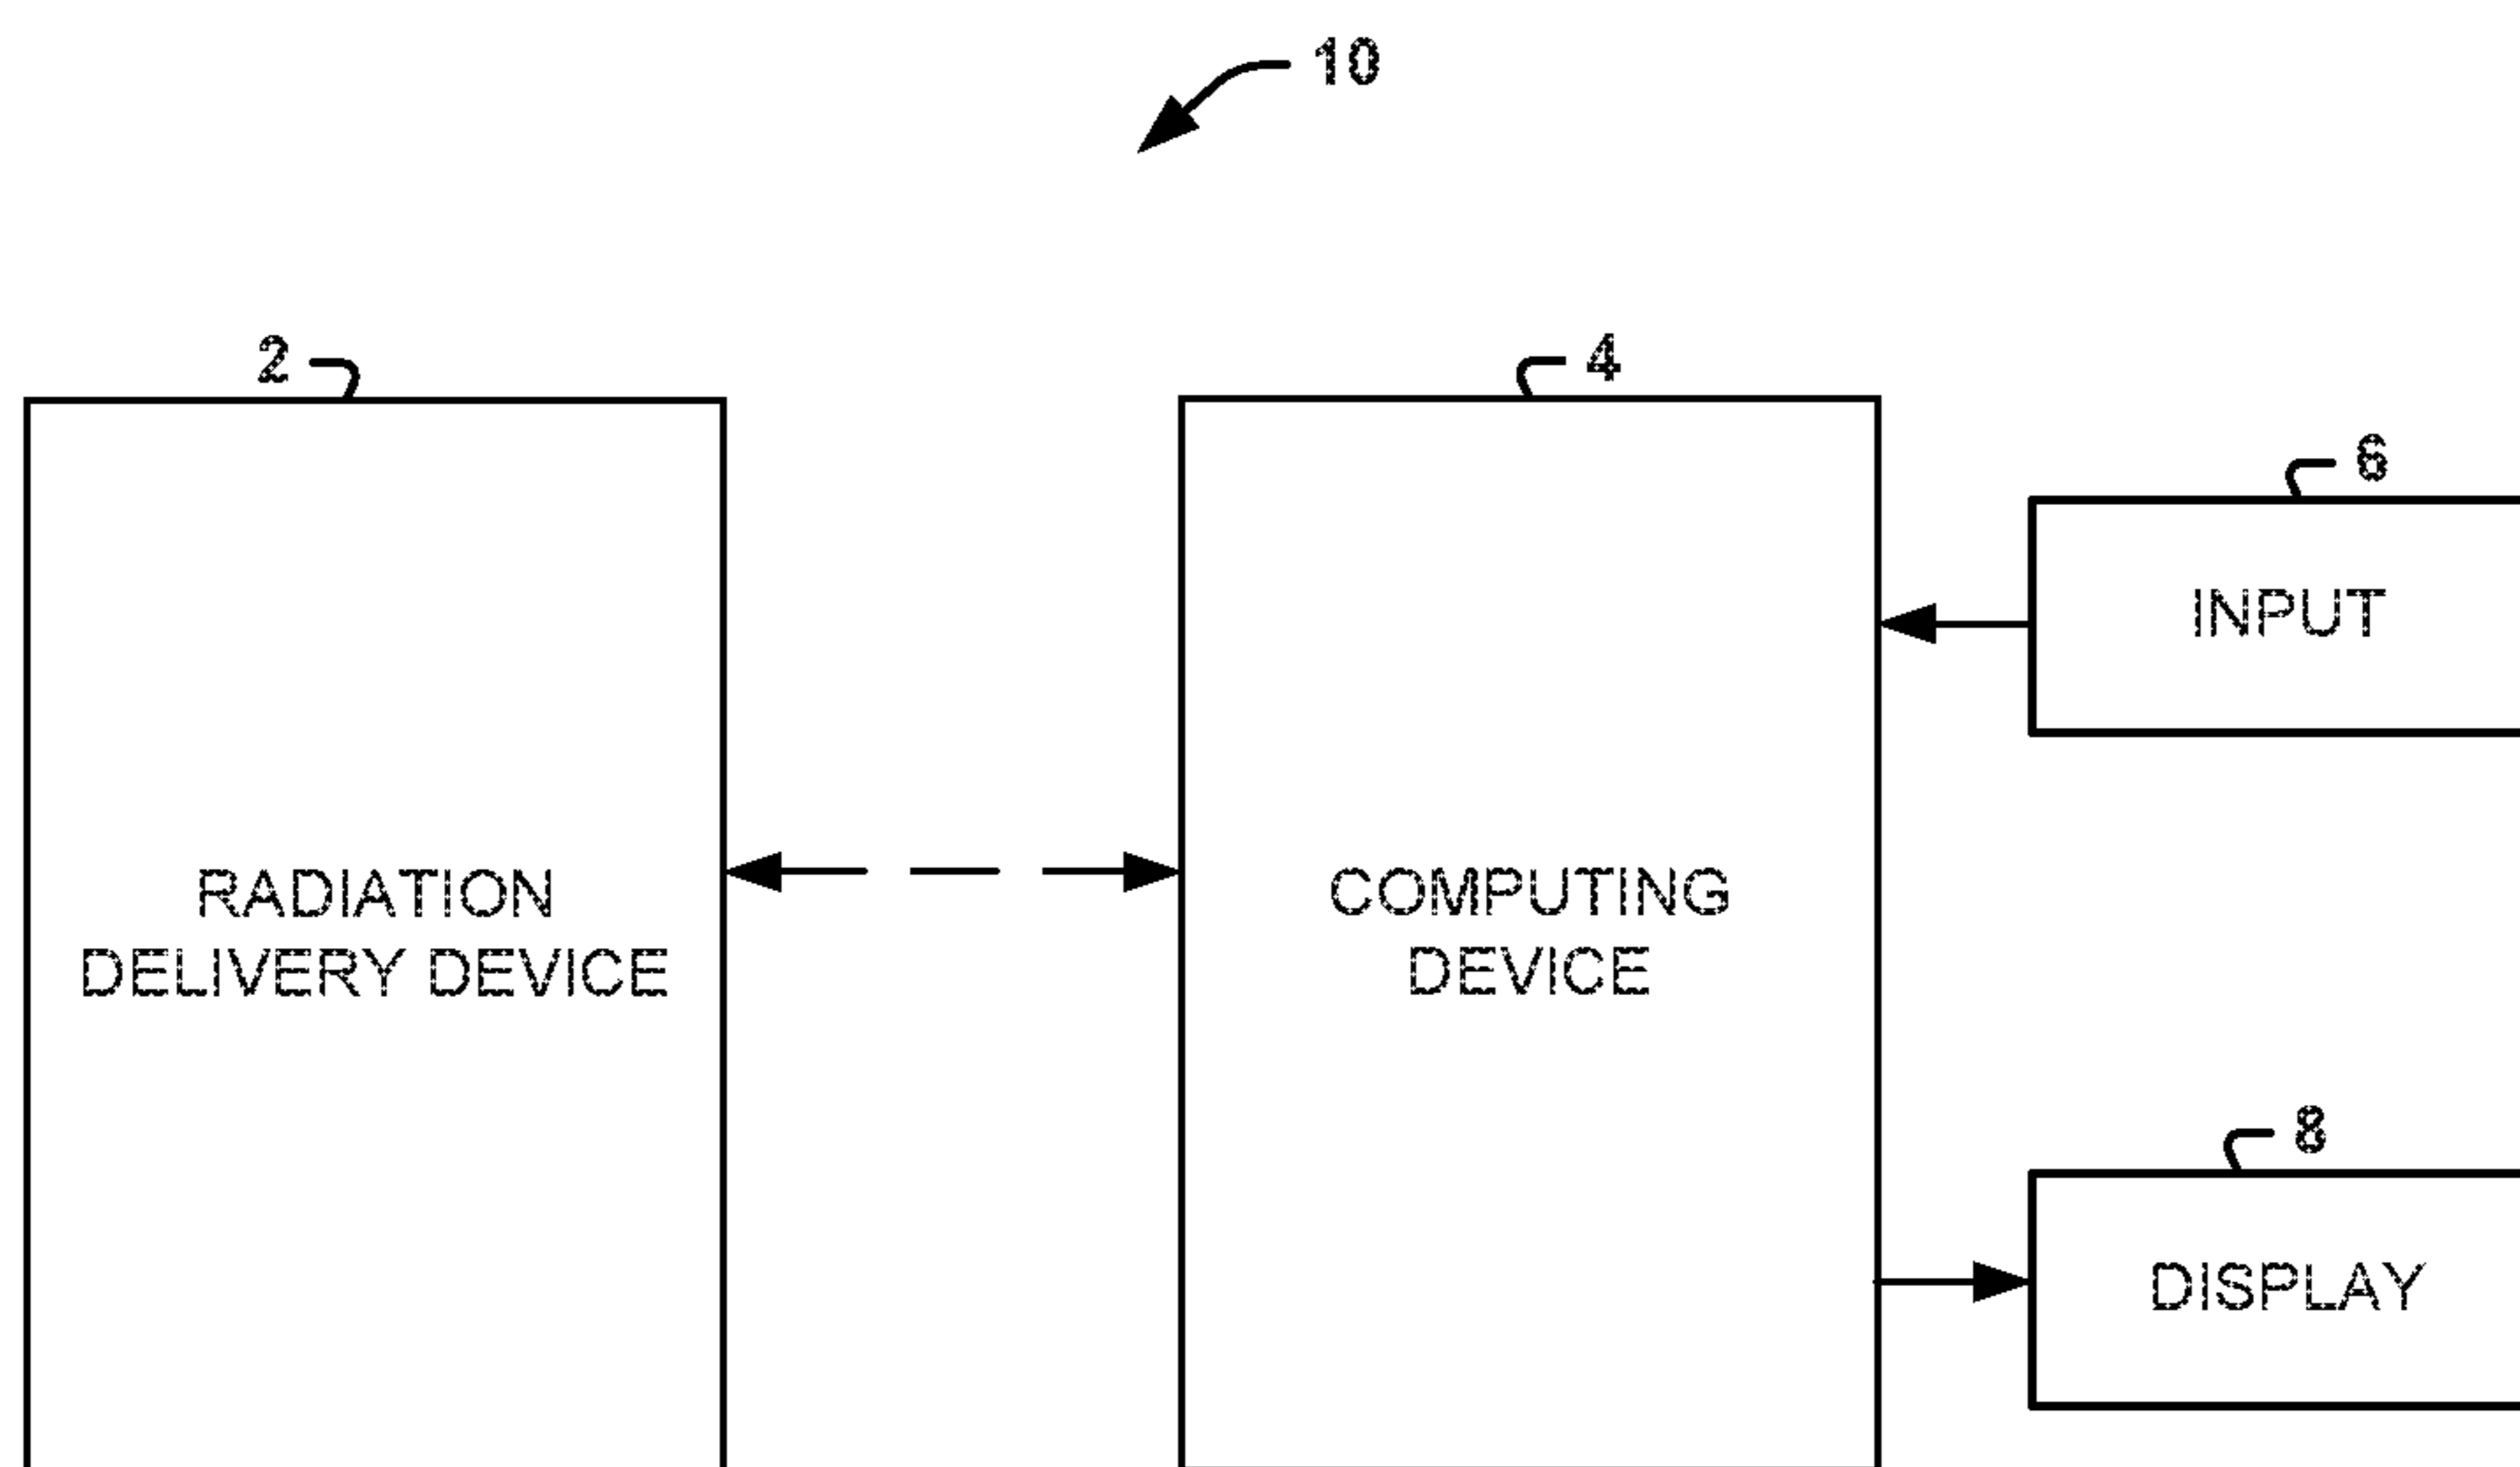 10
2
4
6
INPUT
RADIATION
DELIVERY DEVICE
COMPUTING
DEVICE
8
DISPLAY